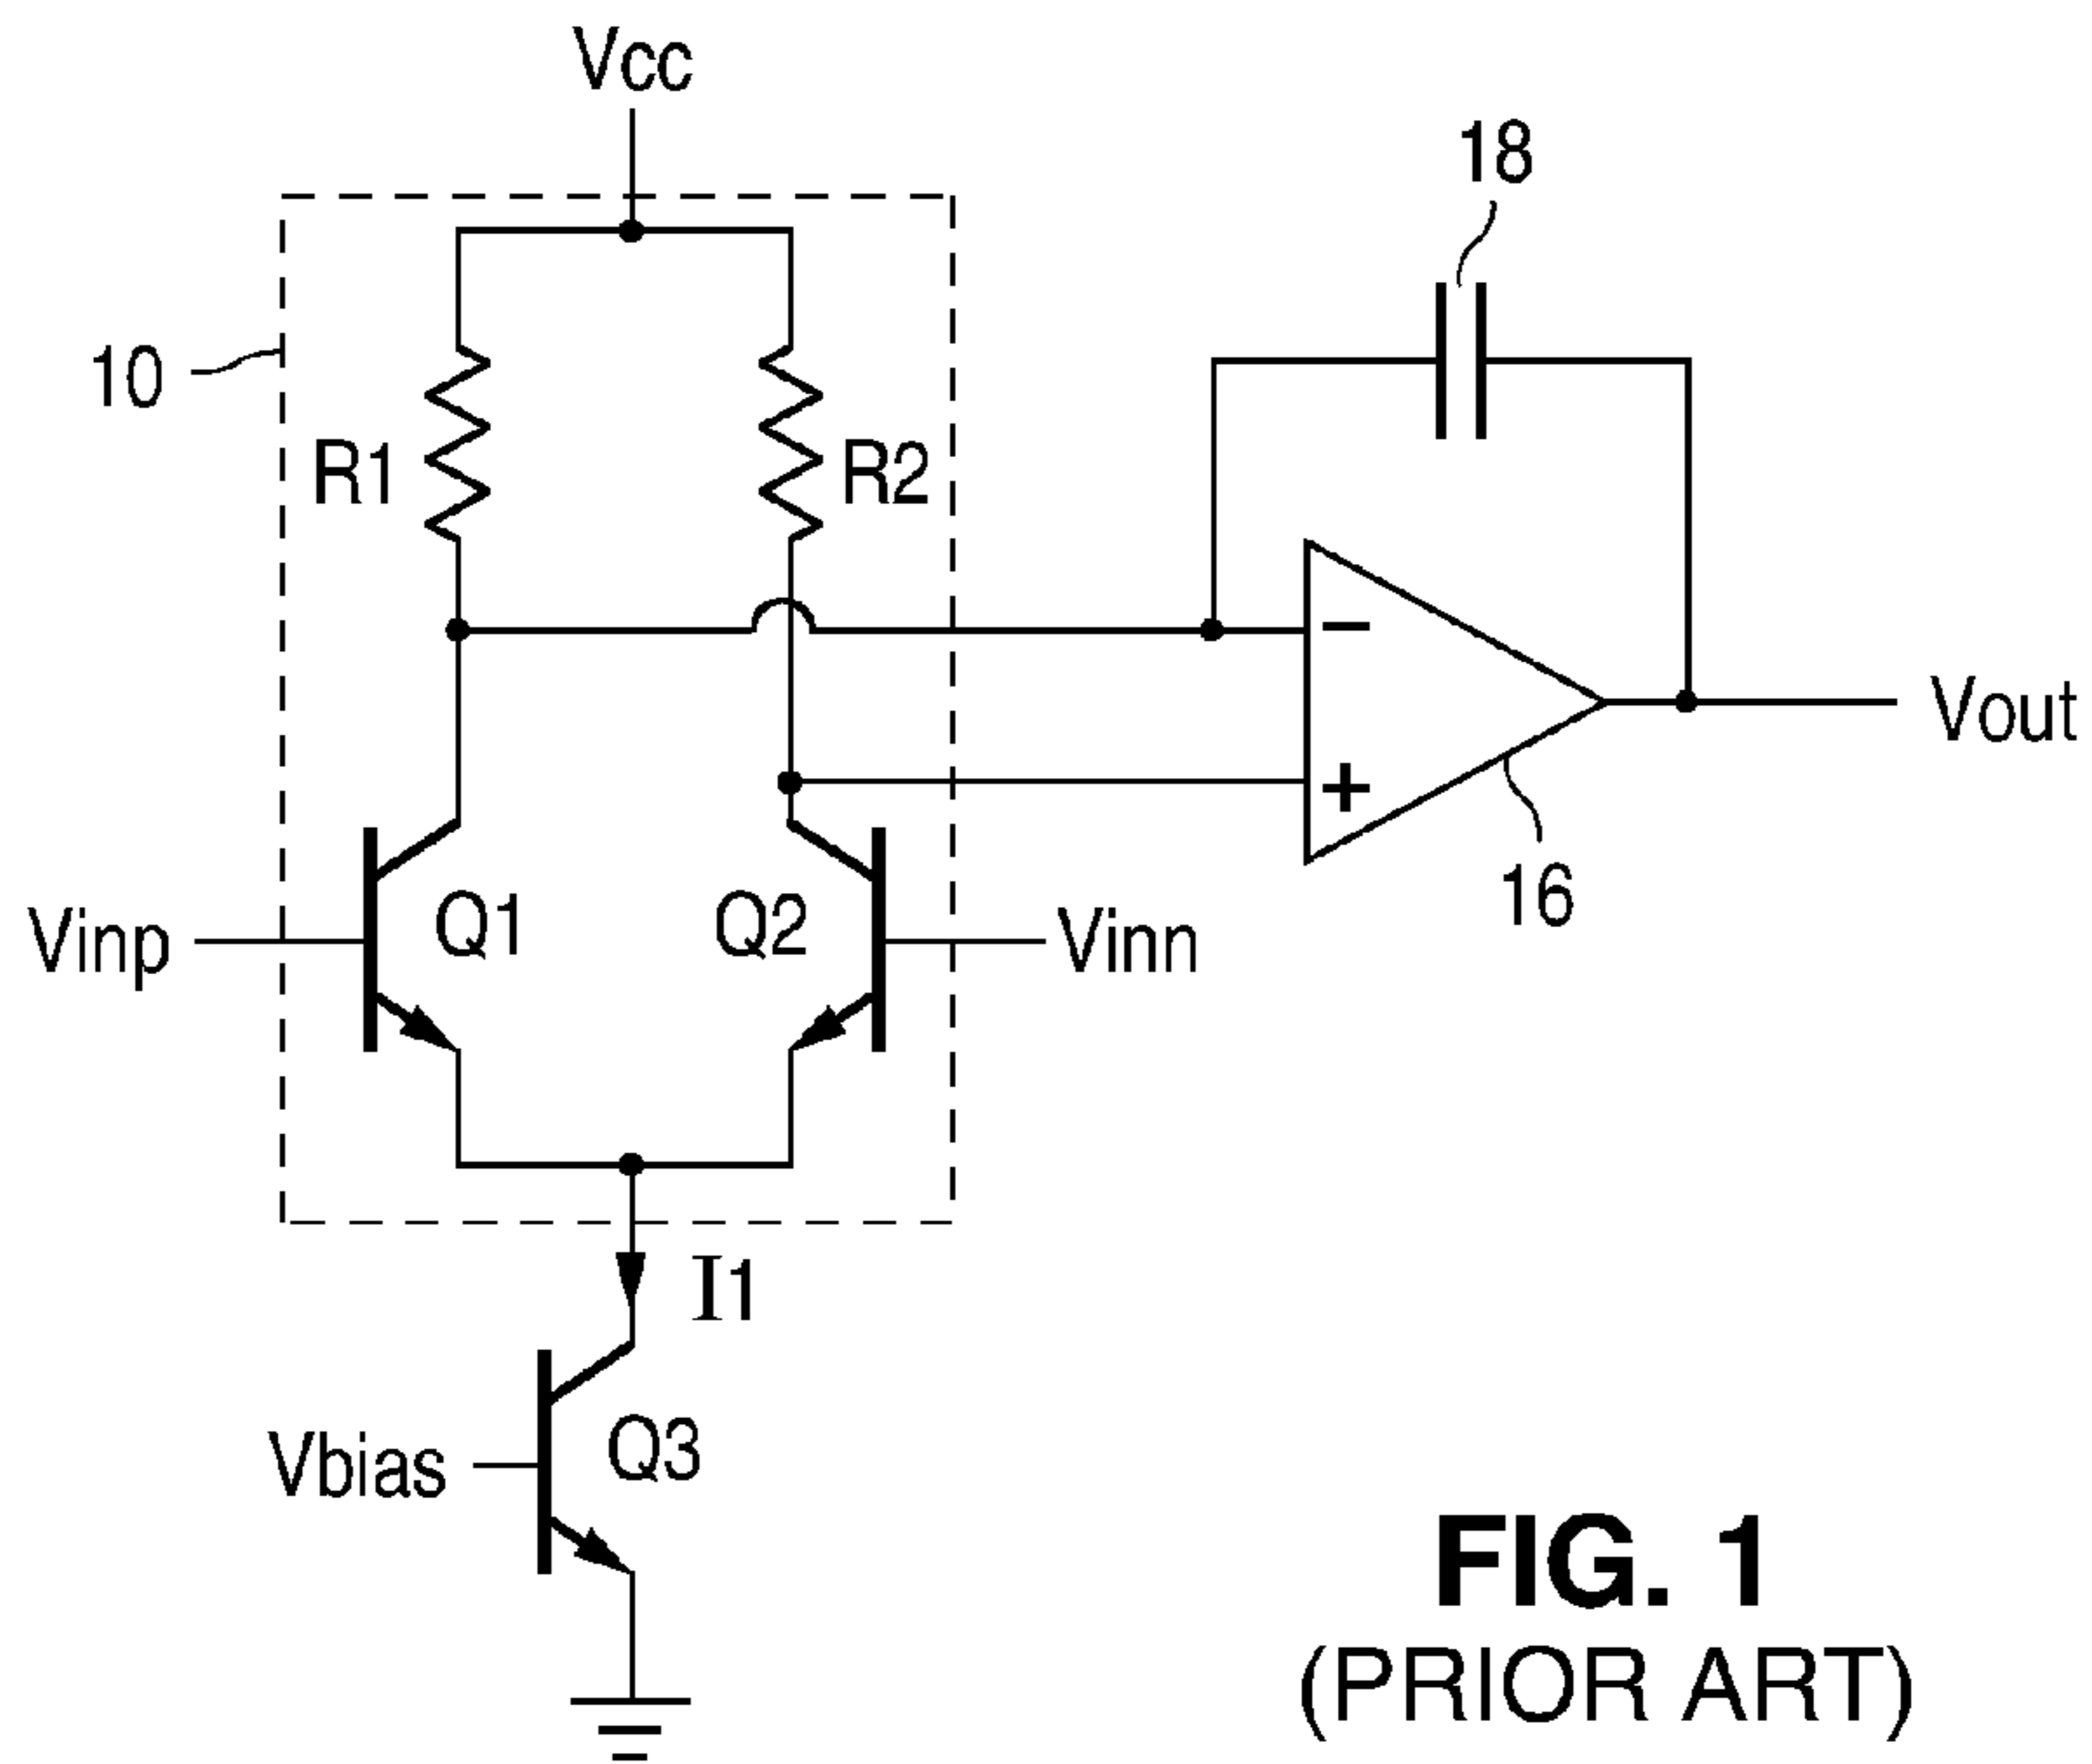 Vcc
18
10
R1
R2
−
Vout
+
16
Q1
Q2
Vinp
Vinn
I1
Q3
Vbias
FIG. 1
(PRIOR ART)